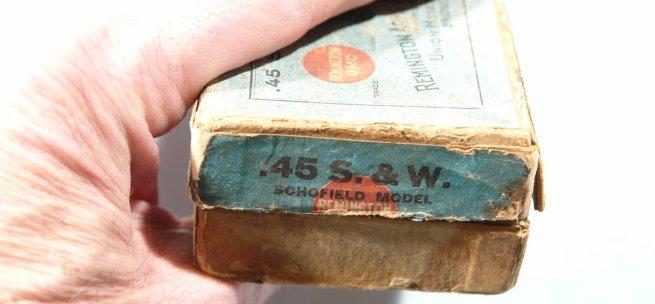 .45 S
REMINGTON
UMC
TRADE
REMINGTON A
UNION M
.45 S. & W.
SCHOFIELD MODEL
REMINGTON